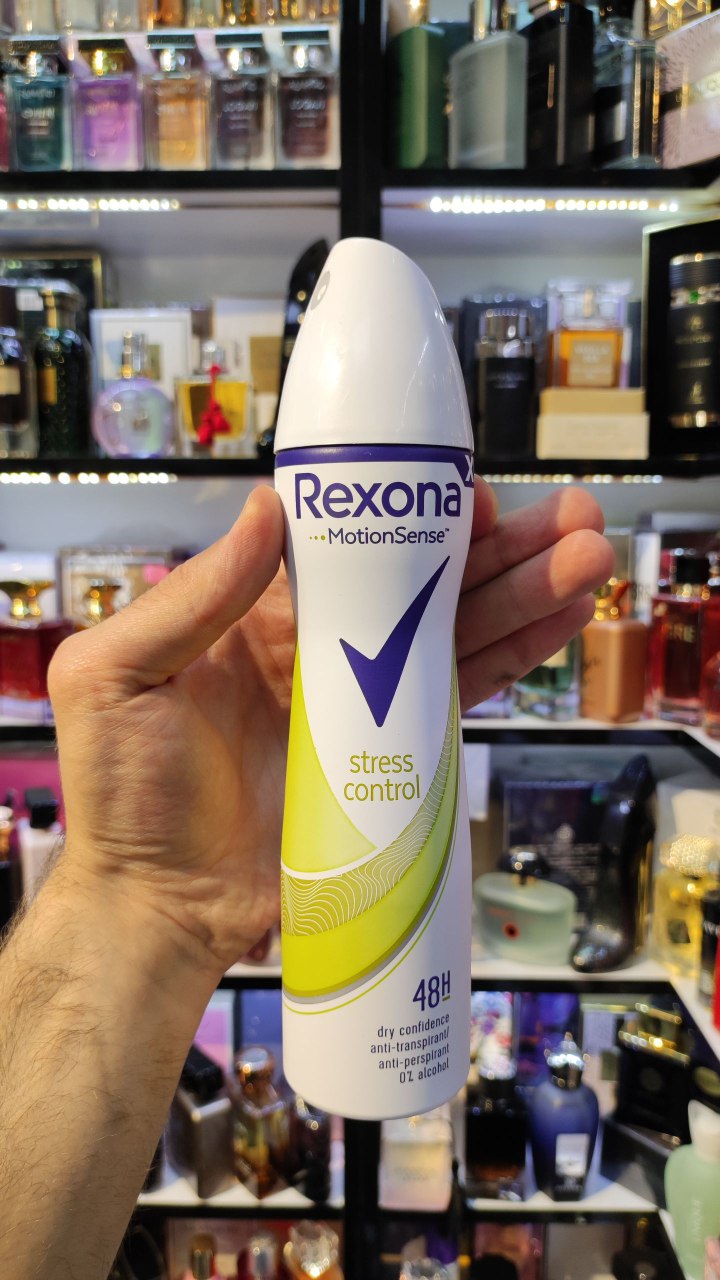 Rexona
MotionSense™
stress
control
48H
dry confidence
anti-transpirant/
anti-perspirant
0% alcohol